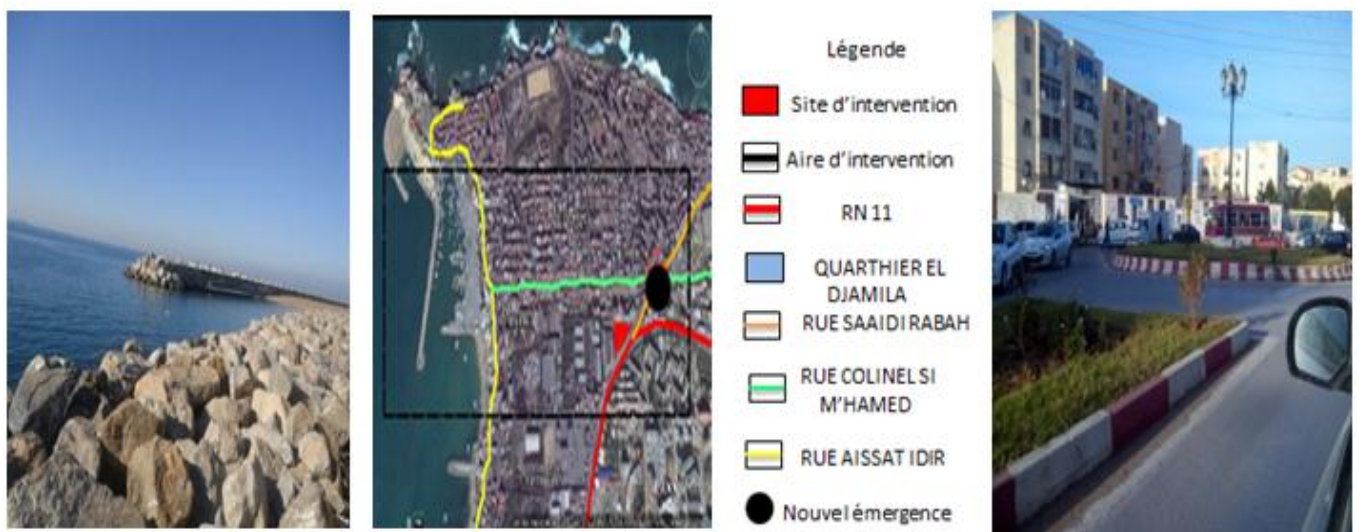 Légende
Site d'intervention
Aire d'intervention
RN 11
QUARTHIER EL
DJAMILA
RUE SAAIDI RABAH
RUE COLINEL SI
M'HAMED
RUE AISSAT IDIR
Nouvel émergence